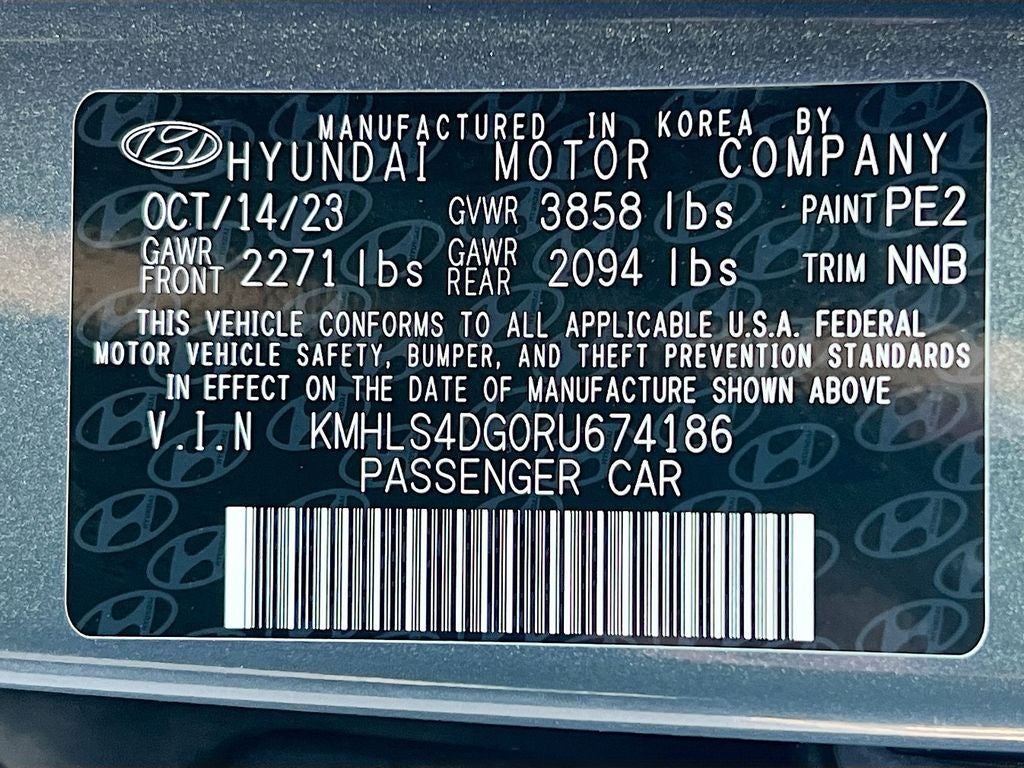 MANUFACTURED IN KOREA BY
HYUNDAI MOTOR COMPANY
OCT/14/23 GVWR 3858 lbs PAINT PE2
GAWR FRONT 2271 lbs GAWR REAR 2094 lbs TRIM NNB
THIS VEHICLE CONFORMS TO ALL APPLICABLE U.S.A. FEDERAL
MOTOR VEHICLE SAFETY, BUMPER, AND THEFT PREVENTION STANDARDS
IN EFFECT ON THE DATE OF MANUFACTURE SHOWN ABOVE
V.I.N KMHLS4DG0RU674186
PASSENGER CAR